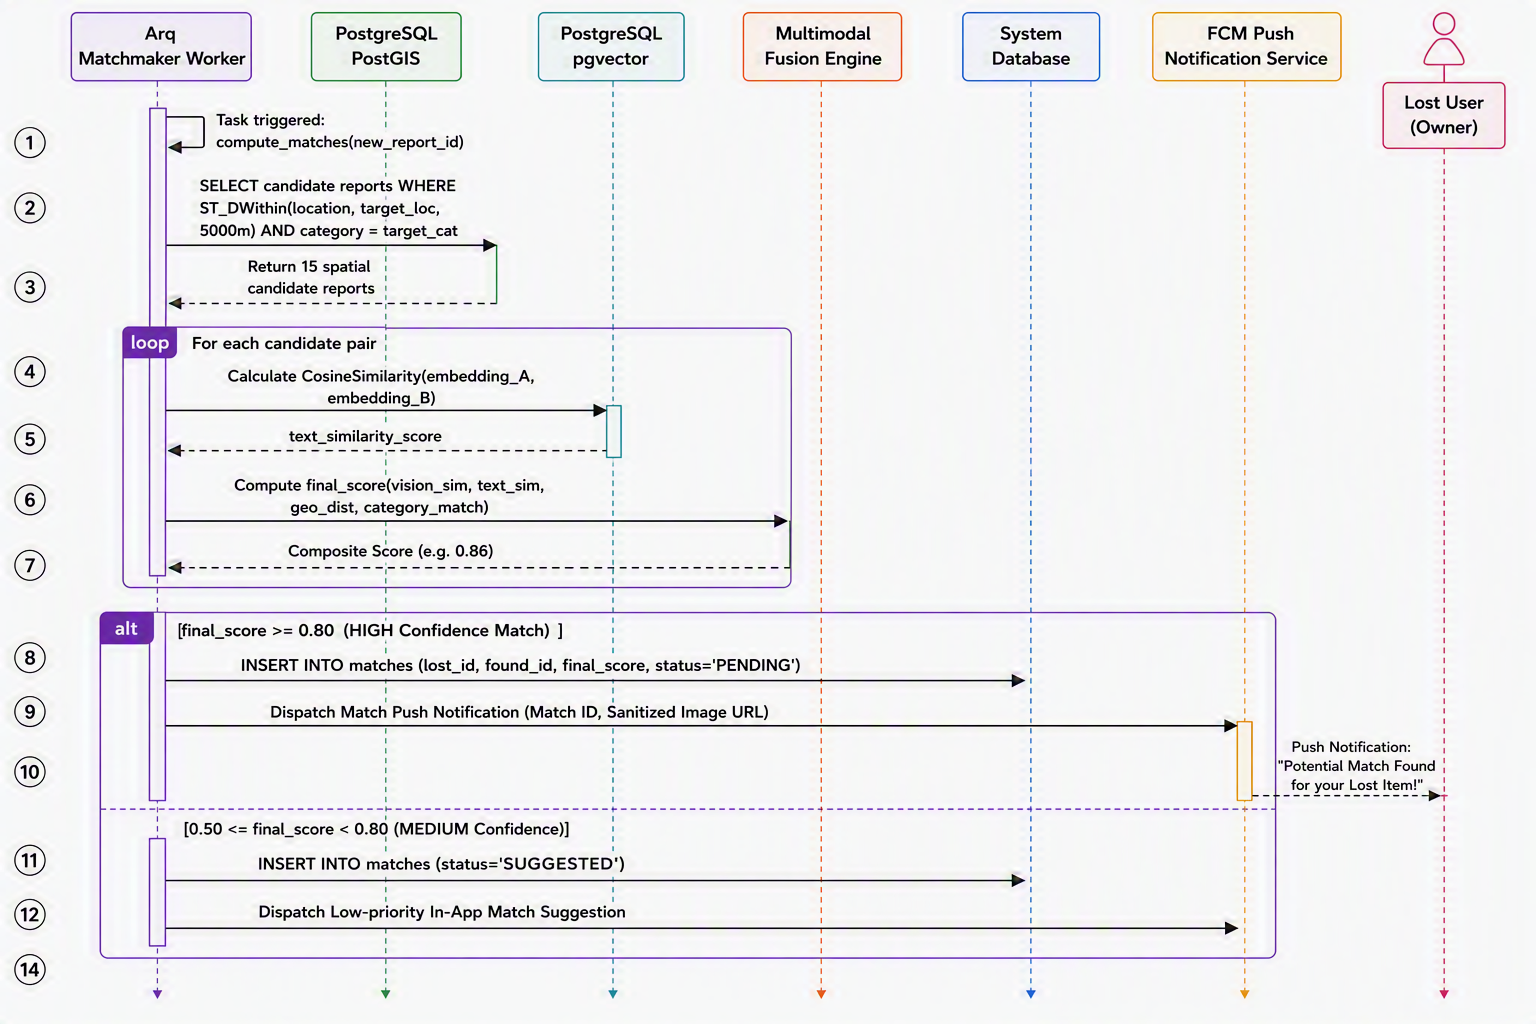 Arq
Matchmaker Worker
PostgreSQL
PostGIS
PostgreSQL
pgvector
Multimodal
Fusion Engine
System
Database
FCM Push
Notification Service
Lost User
(Owner)
1
Task triggered:
compute_matches(new_report_id)
2
SELECT candidate reports WHERE
ST_DWithin(location, target_loc,
5000m) AND category = target_cat
3
Return 15 spatial
candidate reports
loop
For each candidate pair
4
Calculate CosineSimilarity(embedding_A,
embedding_B)
5
text_similarity_score
6
Compute final_score(vision_sim, text_sim,
geo_dist, category_match)
7
Composite Score (e.g. 0.86)
alt
[final_score >= 0.80 (HIGH Confidence Match) ]
8
INSERT INTO matches (lost_id, found_id, final_score, status='PENDING')
9
Dispatch Match Push Notification (Match ID, Sanitized Image URL)
10
Push Notification:
"Potential Match Found
for your Lost Item!"
[0.50 <= final_score < 0.80 (MEDIUM Confidence)]
11
INSERT INTO matches (status='SUGGESTED')
12
Dispatch Low-priority In-App Match Suggestion
14